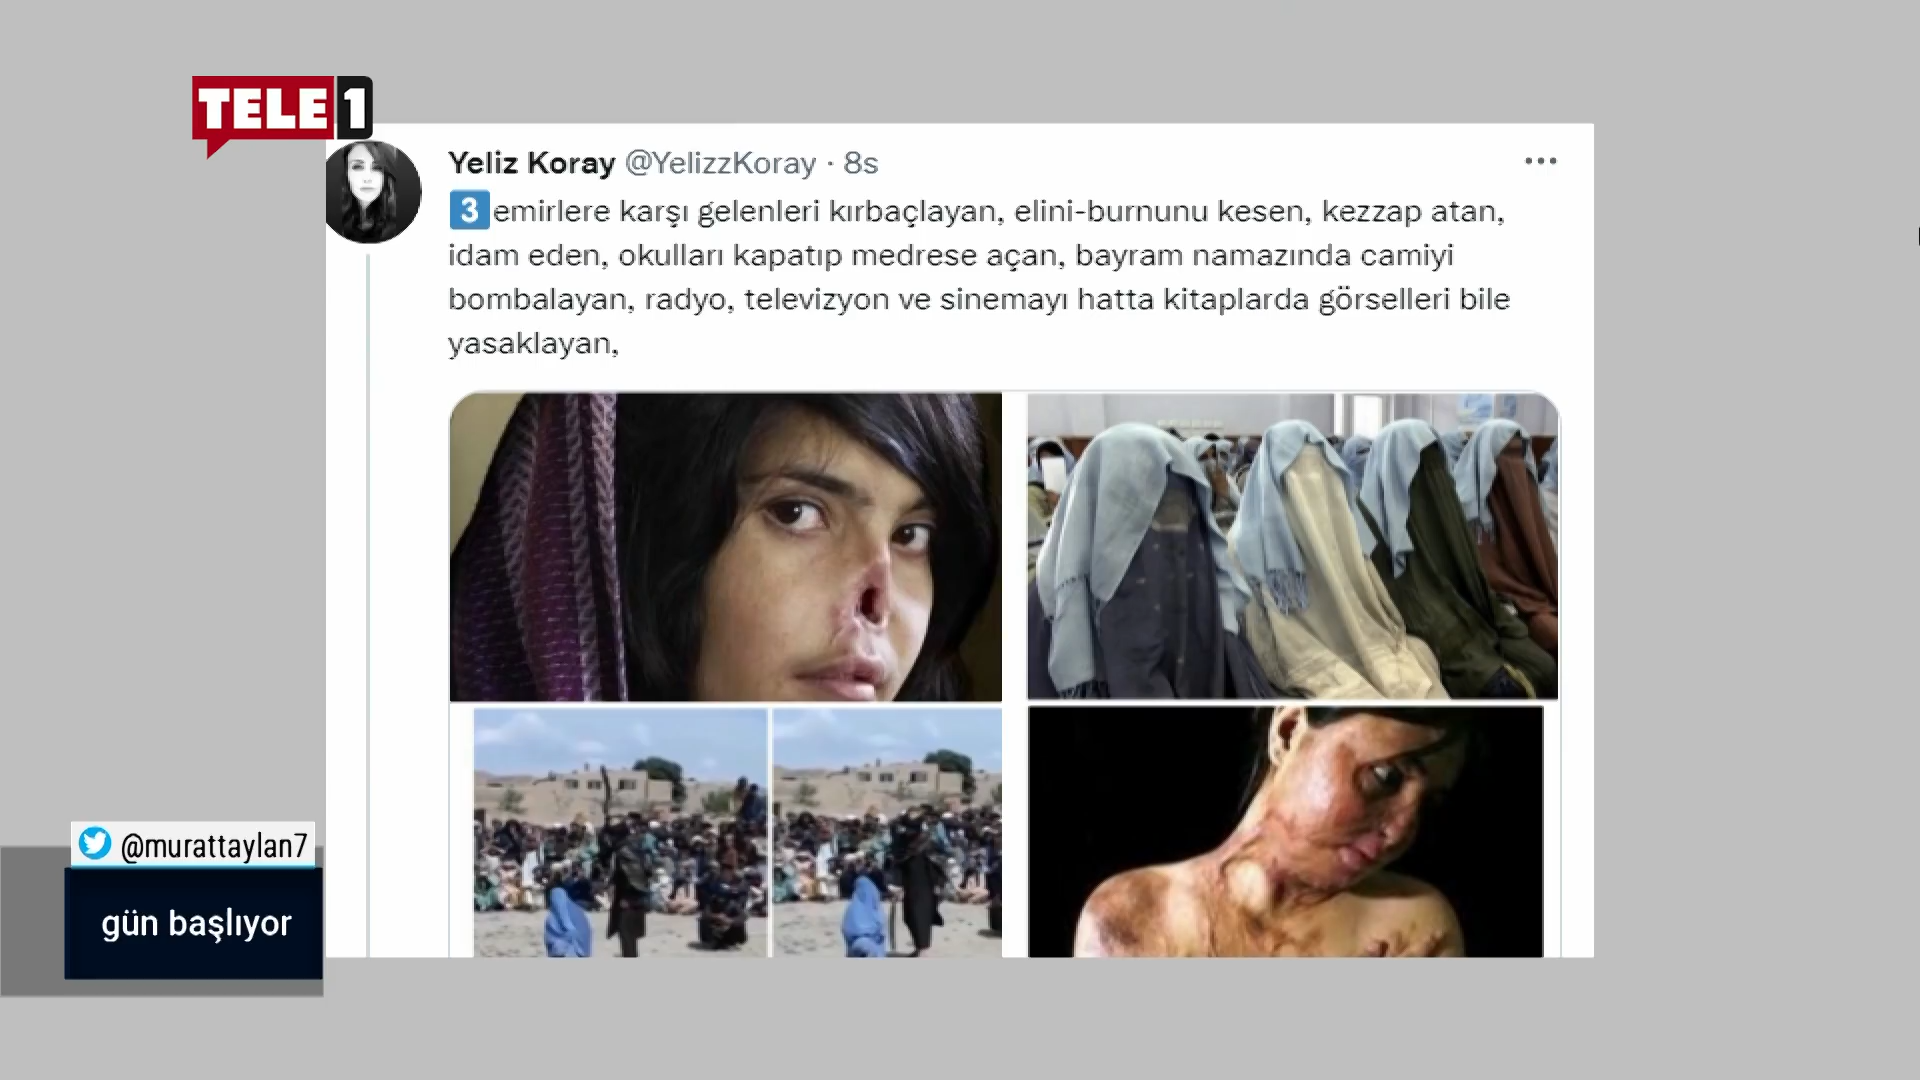 TELE1
Yeliz Koray @YelizzKoray · 8s
3 emirlere karşı gelenleri kırbaçlayan, elini-burnunu kesen, kezzap atan,
idam eden, okulları kapatıp medrese açan, bayram namazında camiyi
bombalayan, radyo, televizyon ve sinemayı hatta kitaplarda görselleri bile
yasaklayan,
@murattaylan7
gün başlıyor